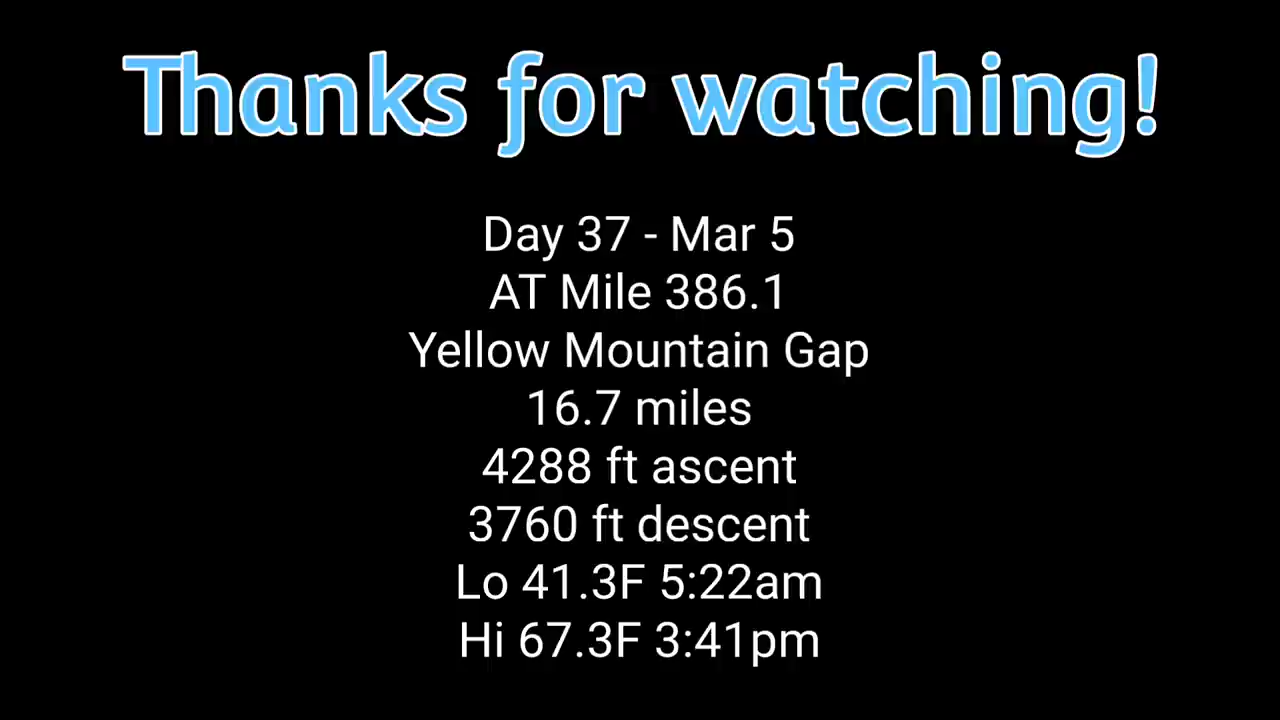 Thanks for watching!
Day 37 - Mar 5
AT Mile 386.1
Yellow Mountain Gap
16.7 miles
4288 ft ascent
3760 ft descent
Lo 41.3F 5:22am
Hi 67.3F 3:41pm